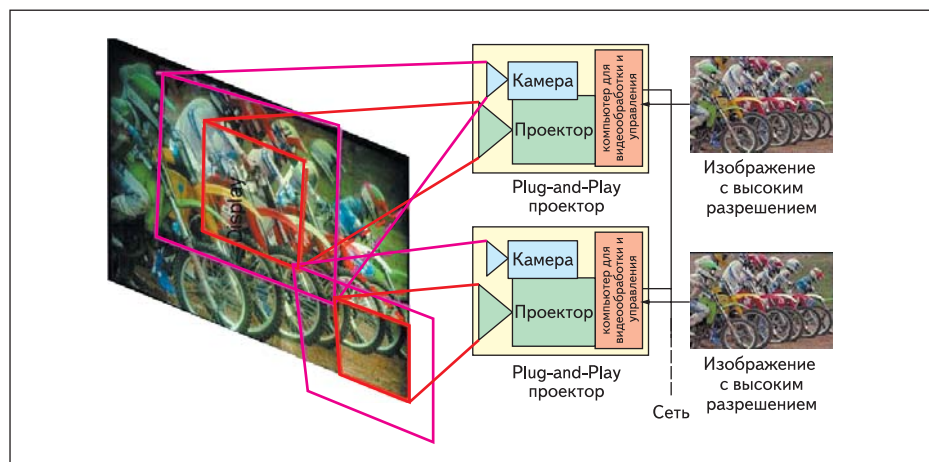 Display
Камера
Проектор
компьютер для
видеообработки и
управления
Plug-and-Play
проектор
Изображение
с высоким
разрешением
Камера
Проектор
компьютер для
видеообработки и
управления
Plug-and-Play
проектор
Изображение
с высоким
разрешением
Сеть